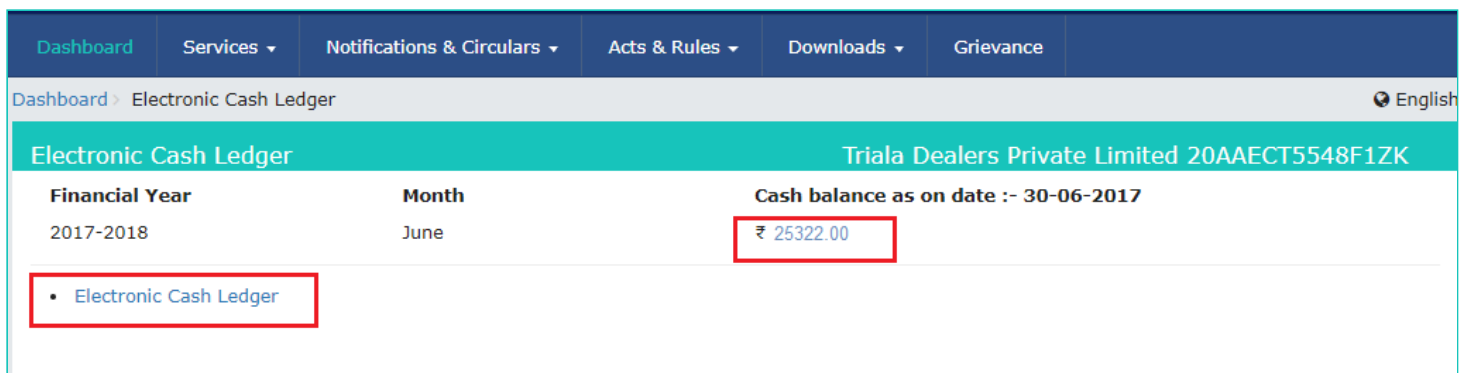 Dashboard Services Notifications & Circulars Acts & Rules Downloads Grievance
Dashboard > Electronic Cash Ledger English
Electronic Cash Ledger Triala Dealers Private Limited 20AAECT5548F1ZK
Financial Year Month Cash balance as on date :- 30-06-2017
2017-2018 June ₹ 25322.00
• Electronic Cash Ledger